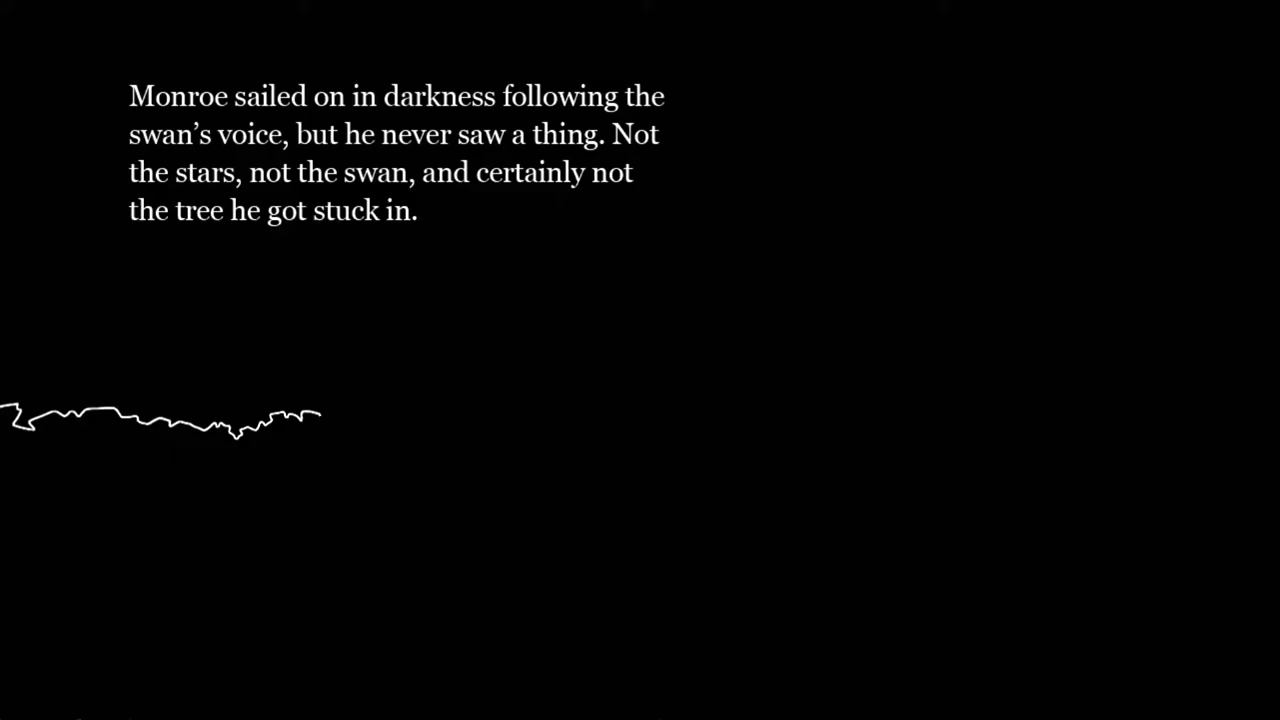 Monroe sailed on in darkness following the
swan’s voice, but he never saw a thing. Not
the stars, not the swan, and certainly not
the tree he got stuck in.